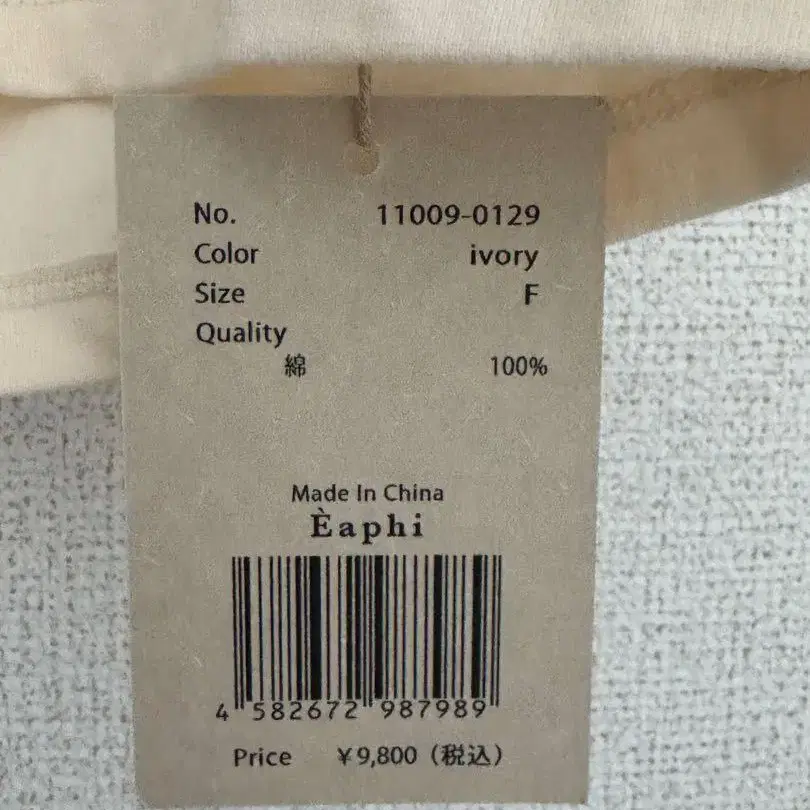 No. 11009-0129
Color ivory
Size F
Quality
綿 100%
Made In China
Èaphi
4 582672 987989
Price ¥9,800（税込）